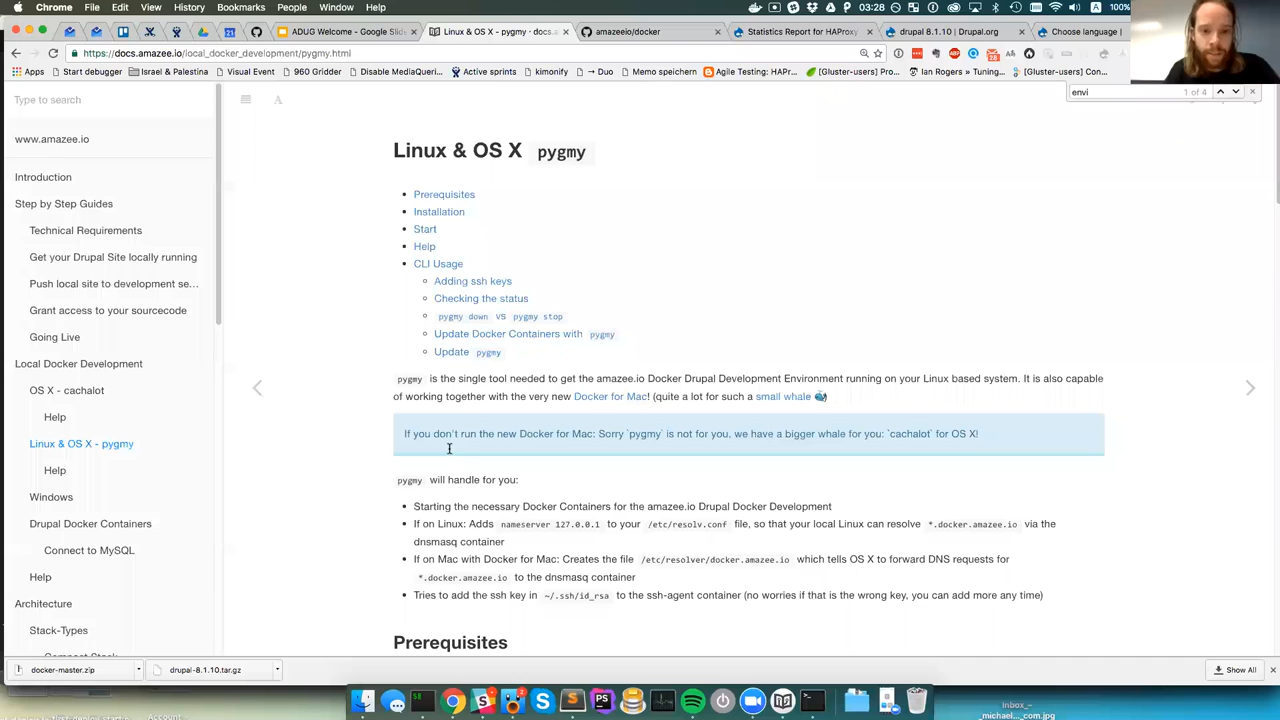 Chrome File Edit View History Bookmarks People Window Help 03:28 100%
ADUG Welcome - Google Slide
Linux & OS X - pygmy · docs.a
amazeeio/docker
Statistics Report for HAProxy
drupal 8.1.10 | Drupal.org
Choose language |
https://docs.amazee.io/local_docker_development/pygmy.html
Apps Start debugger Israel & Palestina Visual Event 960 Gridder Disable MediaQueri... Active sprints kimonify → Duo Memo speichern Agile Testing: HAPr... [Gluster-users] pro... Ian Rogers » Tuning... [Gluster-users] Con...
envi 1 of 4
Type to search
www.amazee.io
Introduction
Step by Step Guides
Technical Requirements
Get your Drupal Site locally running
Push local site to development se...
Grant access to your sourcecode
Going Live
Local Docker Development
OS X - cachalot
Help
Linux & OS X - pygmy
Help
Windows
Drupal Docker Containers
Connect to MySQL
Help
Architecture
Stack-Types
A
Linux & OS X pygmy
Prerequisites
Installation
Start
Help
CLI Usage
Adding ssh keys
Checking the status
pygmy down vs pygmy stop
Update Docker Containers with pygmy
Update pygmy
pygmy is the single tool needed to get the amazee.io Docker Drupal Development Environment running on your Linux based system. It is also capable
of working together with the very new Docker for Mac! (quite a lot for such a small whale 🐳)
If you don't run the new Docker for Mac: Sorry `pygmy` is not for you, we have a bigger whale for you: `cachalot` for OS X!
pygmy will handle for you:
Starting the necessary Docker Containers for the amazee.io Drupal Docker Development
If on Linux: Adds nameserver 127.0.0.1 to your /etc/resolv.conf file, so that your local Linux can resolve *.docker.amazee.io via the
dnsmasq container
If on Mac with Docker for Mac: Creates the file /etc/resolver/docker.amazee.io which tells OS X to forward DNS requests for
*.docker.amazee.io to the dnsmasq container
Tries to add the ssh key in ~/.ssh/id_rsa to the ssh-agent container (no worries if that is the wrong key, you can add more any time)
Prerequisites
docker-master.zip
drupal-8.1.10.tar.gz
Show All
Inbox_–
_michael..._com.jpg